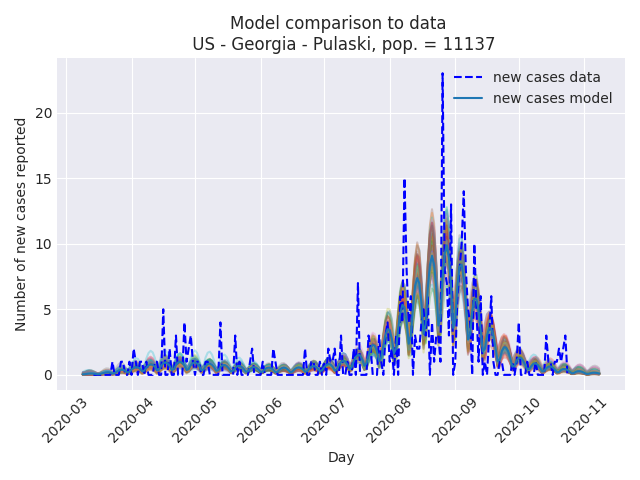 Model comparison to data
US - Georgia - Pulaski, pop. = 11137
new cases data
new cases model
Number of new cases reported
20
15
10
5
0
2020-03
2020-04
2020-05
2020-06
2020-07
2020-08
2020-09
2020-10
2020-11
Day